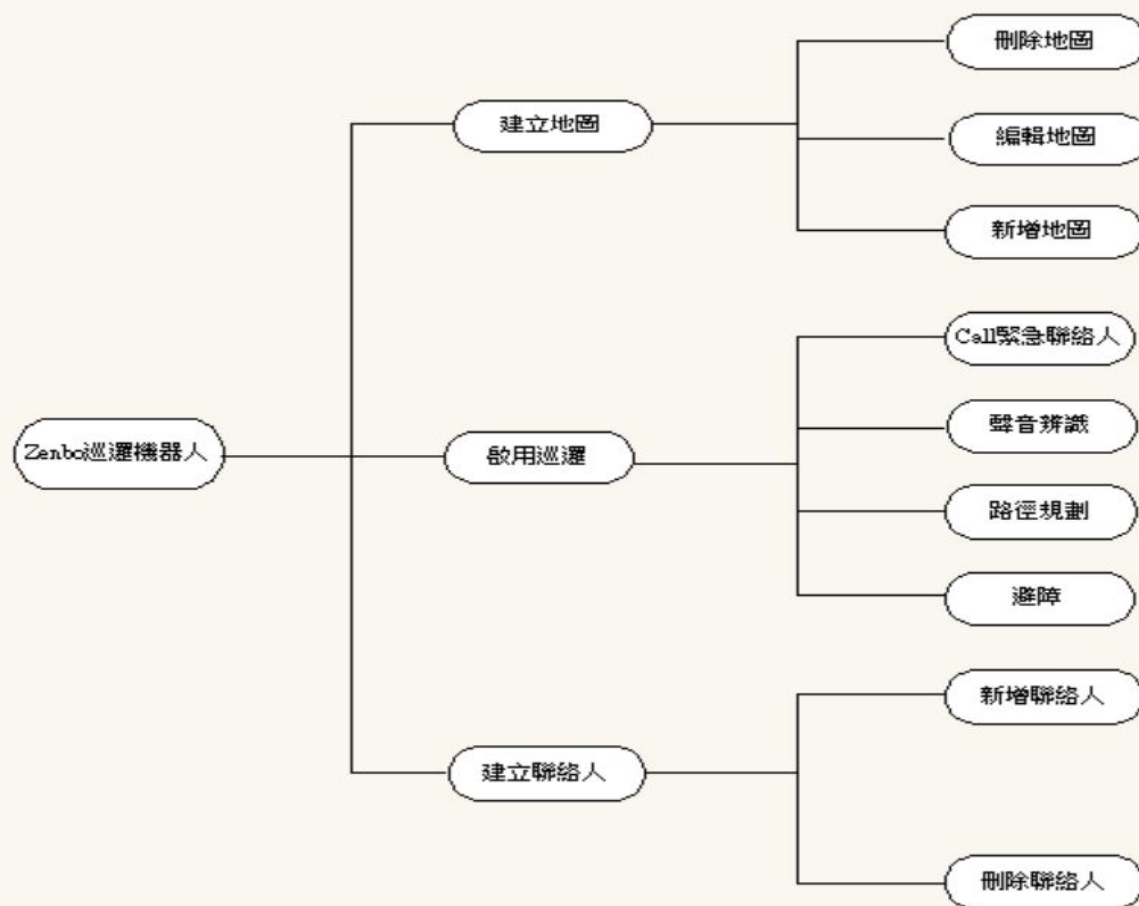 刪除地圖
建立地圖
編輯地圖
新增地圖
Call緊急聯絡人
聲音辨識
Zenbo巡邏機器人
啟用巡邏
路徑規劃
避障
新增聯絡人
建立聯絡人
刪除聯絡人